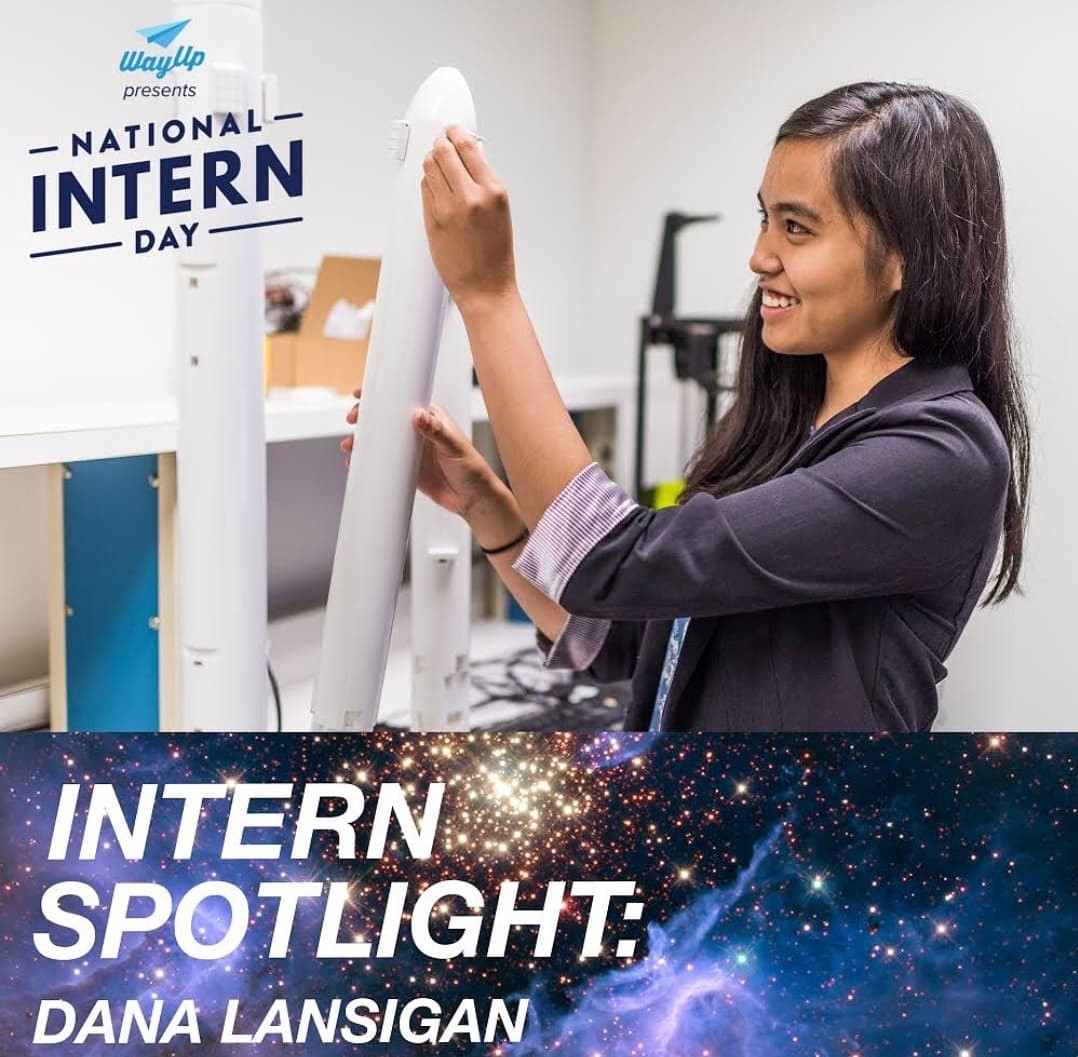 WayUp
presents
NATIONAL
INTERN
DAY
INTERN
SPOTLIGHT:
DANA LANSIGAN